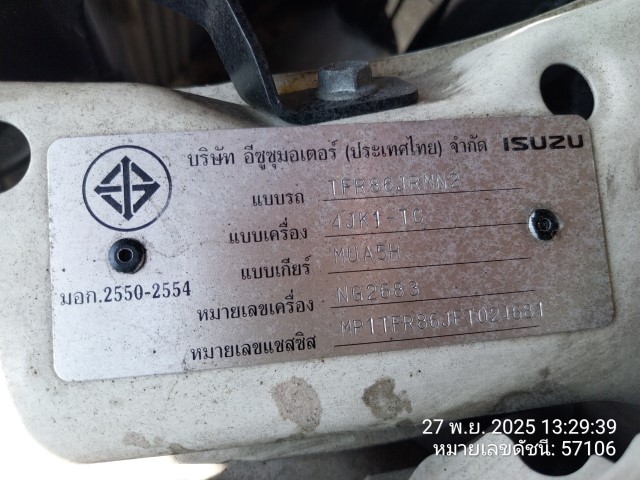 บริษัท อีซูซุมอเตอร์ (ประเทศไทย) จำกัด ISUZU
แบบรถ TFR86JRNN2
แบบเครื่อง 4JK1 TC
แบบเกียร์ MUA5H
มอก.2550-2554
หมายเลขเครื่อง NG2683
หมายเลขแชสซิส
27 พ.ย. 2025 13:29:39
หมายเลขดัชนี: 57106